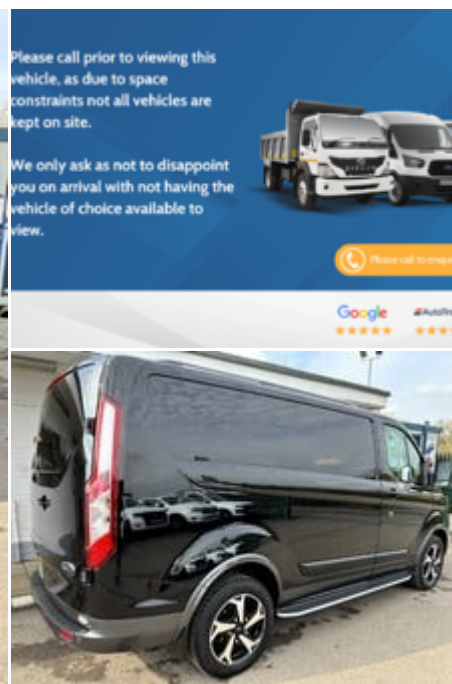 Please call prior to viewing this
vehicle, as due to space
constraints not all vehicles are
kept on site.
We only ask as not to disappoint
you on arrival with not having the
vehicle of choice available to
view.
Please call to enqui
Google
AutoTra